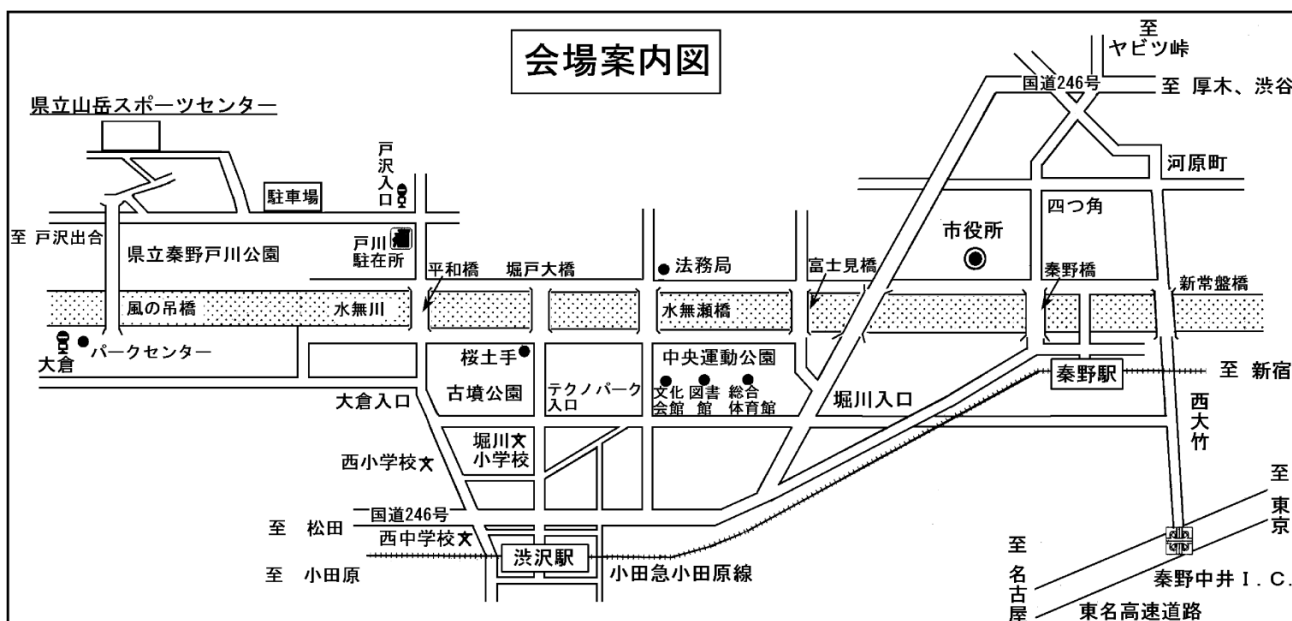 会場案内図
至
ヤビツ峠
国道246号
至 厚木、渋谷
県立山岳スポーツセンター
戸沢入口
河原町
駐車場
四つ角
至 戸沢出合
県立秦野戸川公園
戸川
駐在所
市役所
平和橋
堀戸大橋
法務局
富士見橋
秦野橋
新常盤橋
風の吊橋
水無川
水無瀬橋
大倉
パークセンター
桜土手
古墳公園
中央運動公園
文化
会館
図書
館
総合
体育館
テクノパーク
入口
秦野駅
至 新宿
大倉入口
堀川入口
西大竹
堀川文
小学校
西小学校文
至 松田
国道246号
西中学校文
渋沢駅
至 小田原
小田急小田原線
至
東京
至
名古屋
秦野中井I.C.
東名高速道路